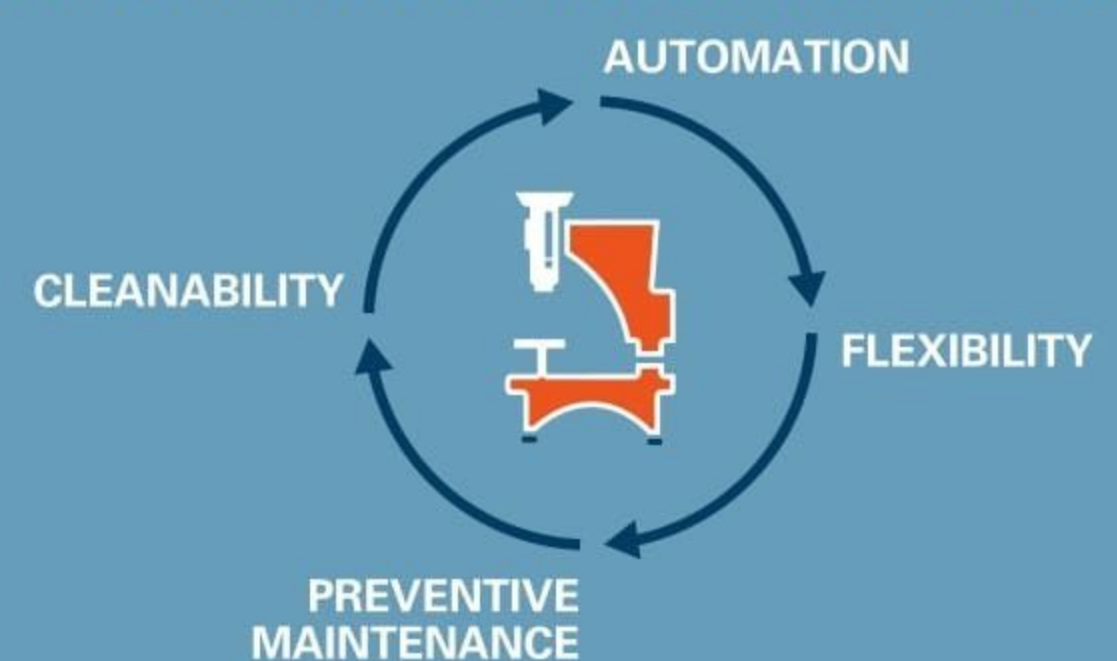 AUTOMATION
CLEANABILITY
FLEXIBILITY
PREVENTIVE
MAINTENANCE